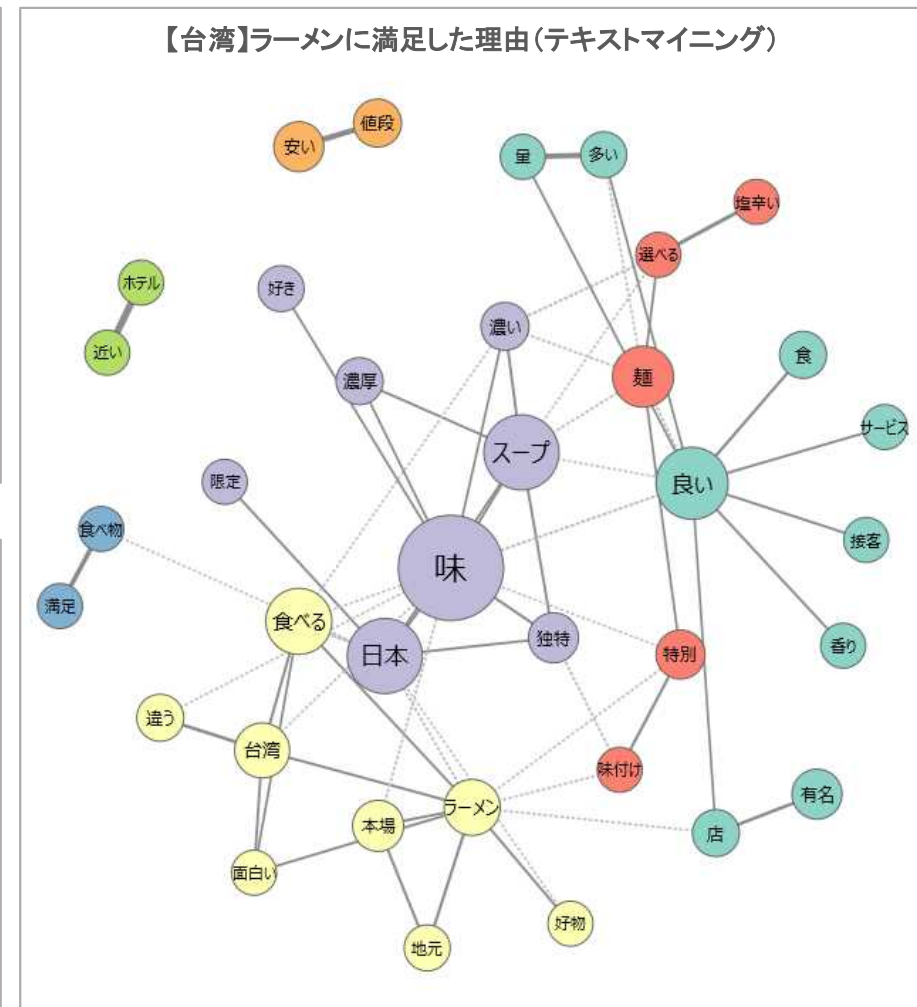 【台湾】ラーメンに満足した理由(テキストマイニング)
安い
値段
量
多い
塩辛い
選べる
ホテル
好き
濃い
近い
食
麺
濃厚
サービス
スープ
限定
良い
食べ物
接客
味
満足
食べる
独特
香り
日本
特別
違う
台湾
味付け
有名
ラーメン
本場
店
面白い
好物
地元